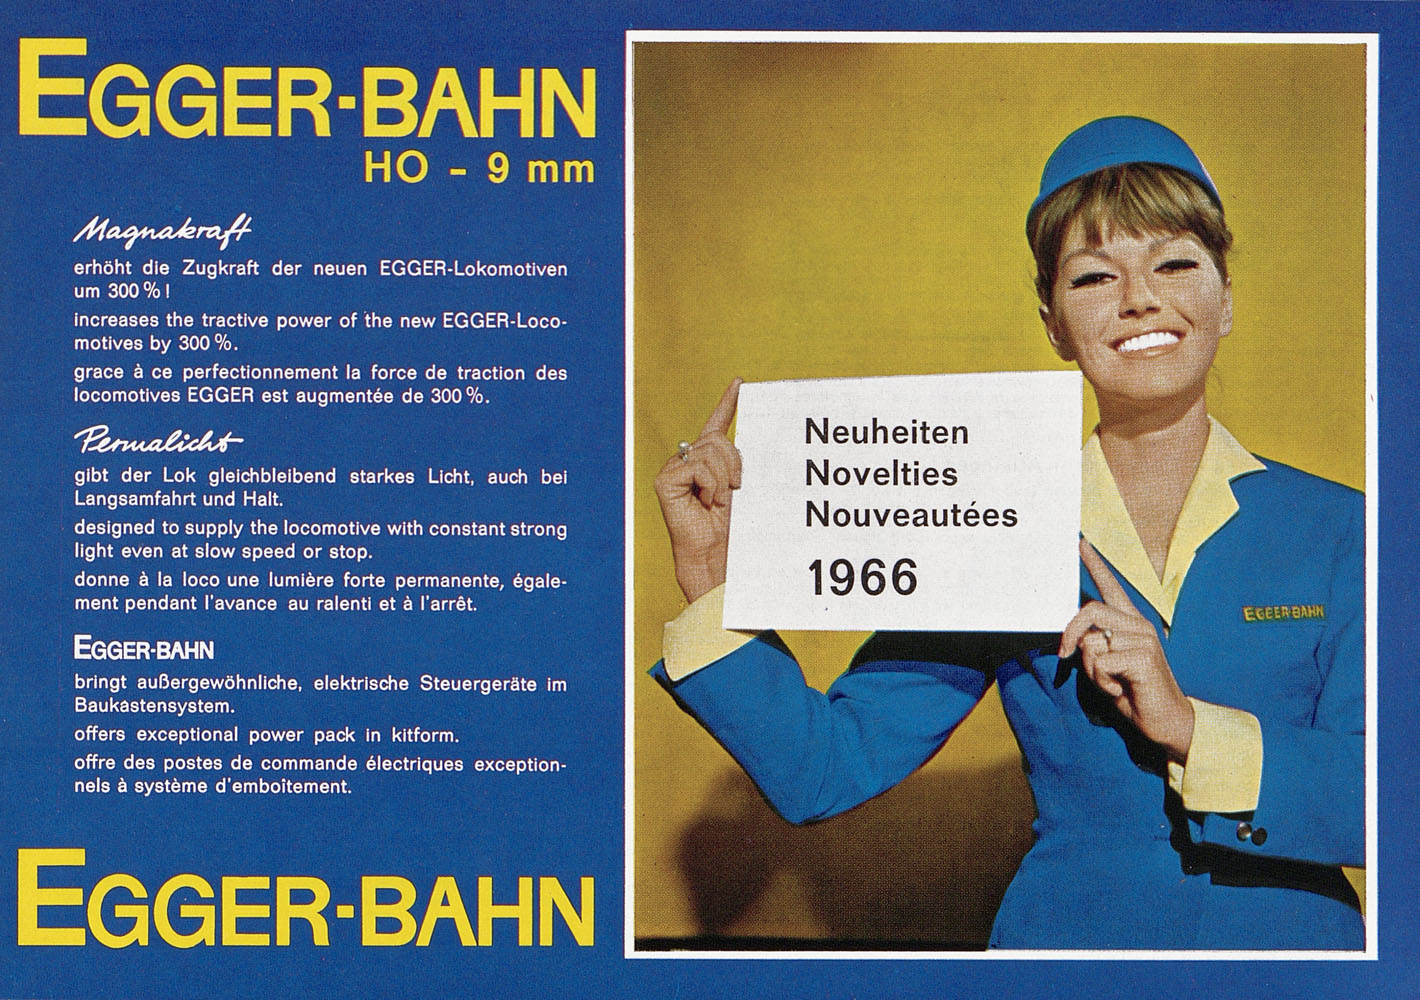 EGGER-BAHN
HO - 9 mm
Magnakraft
erhöht die Zugkraft der neuen EGGER-Lokomotiven
um 300 % !
increases the tractive power of the new EGGER-Loco-
motives by 300 %.
grace à ce perfectionnement la force de traction des
locomotives EGGER est augmentée de 300 %.
Permalicht
gibt der Lok gleichbleibend starkes Licht, auch bei
Langsamfahrt und Halt.
designed to supply the locomotive with constant strong
light even at slow speed or stop.
donne à la loco une lumière forte permanente, égale-
ment pendant l'avance au ralenti et à l'arrêt.
EGGER-BAHN
bringt außergewöhnliche, elektrische Steuergeräte im
Baukastensystem.
offers exceptional power pack in kitform.
offre des postes de commande électriques exception-
nels à système d'emboîtement.
EGGER-BAHN
Neuheiten
Novelties
Nouveautées
1966
EGGER-BAHN